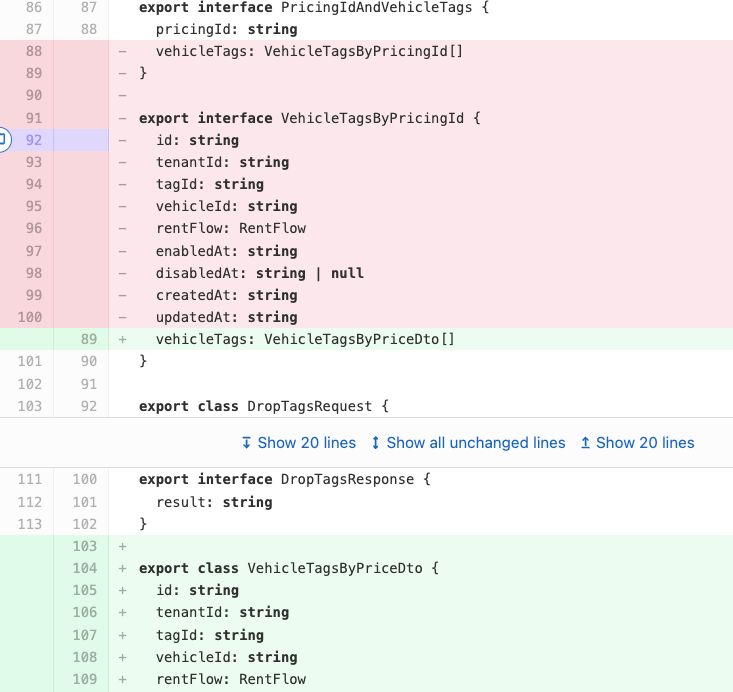 86 87 export interface PricingIdAndVehicleTags {
87 88 pricingId: string
88 − vehicleTags: VehicleTagsByPricingId[]
89 − }
90 −
91 − export interface VehicleTagsByPricingId {
92 − id: string
93 − tenantId: string
94 − tagId: string
95 − vehicleId: string
96 − rentFlow: RentFlow
97 − enabledAt: string
98 − disabledAt: string | null
99 − createdAt: string
100 − updatedAt: string
89 + vehicleTags: VehicleTagsByPriceDto[]
101 90 }
102 91
103 92 export class DropTagsRequest {
Show 20 lines Show all unchanged lines Show 20 lines
111 100 export interface DropTagsResponse {
112 101 result: string
113 102 }
103 +
104 + export class VehicleTagsByPriceDto {
105 + id: string
106 + tenantId: string
107 + tagId: string
108 + vehicleId: string
109 + rentFlow: RentFlow